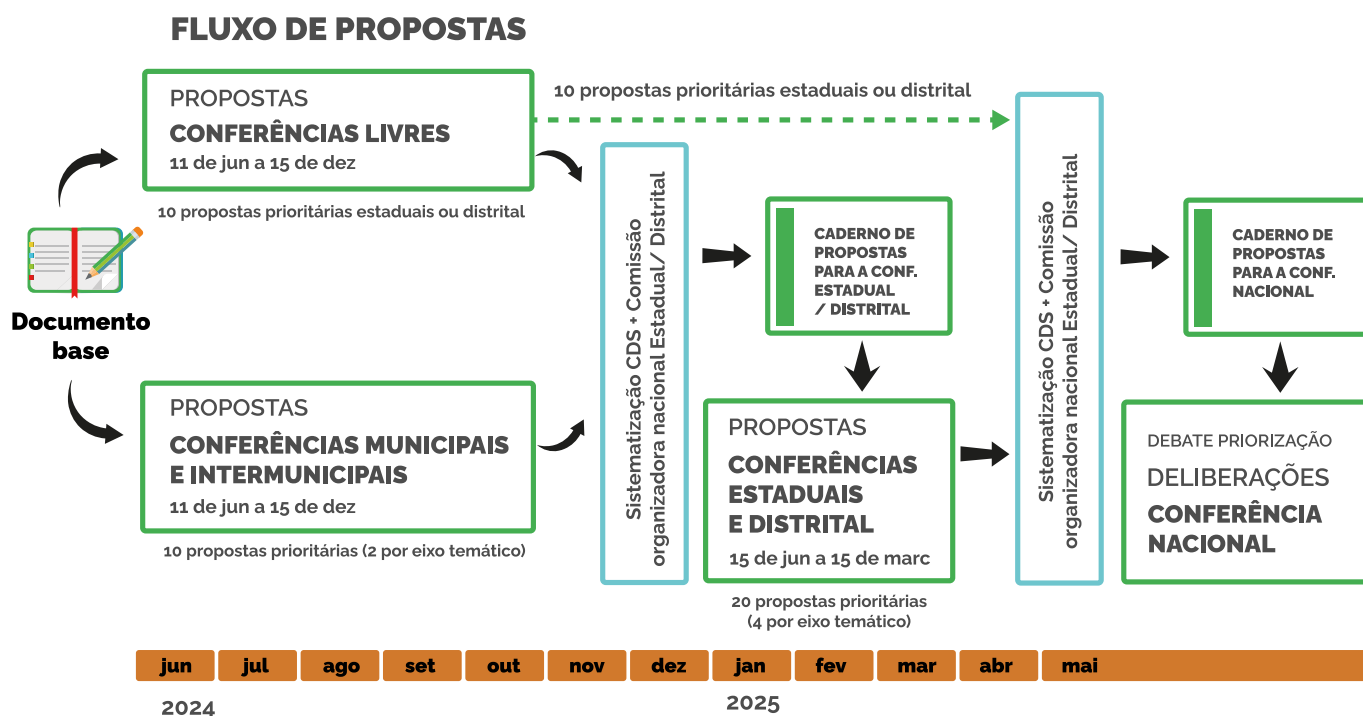 FLUXO DE PROPOSTAS
PROPOSTAS
CONFERÊNCIAS LIVRES
11 de jun a 15 de dez
10 propostas prioritárias estaduais ou distrital
10 propostas prioritárias estaduais ou distrital
Documento
base
PROPOSTAS
CONFERÊNCIAS MUNICIPAIS
E INTERMUNICIPAIS
11 de jun a 15 de dez
10 propostas prioritárias (2 por eixo temático)
Sistematização CDS + Comissão
organizadora nacional Estadual/ Distrital
CADERNO DE
PROPOSTAS
PARA A CONF.
ESTADUAL
/ DISTRITAL
PROPOSTAS
CONFERÊNCIAS
ESTADUAIS
E DISTRITAL
15 de jun a 15 de marc
20 propostas prioritárias
(4 por eixo temático)
Sistematização CDS + Comissão
organizadora nacional Estadual/ Distrital
CADERNO DE
PROPOSTAS
PARA A CONF.
NACIONAL
DEBATE PRIORIZAÇÃO
DELIBERAÇÕES
CONFERÊNCIA
NACIONAL
jun jul ago set out nov dez jan fev mar abr mai
2024 2025